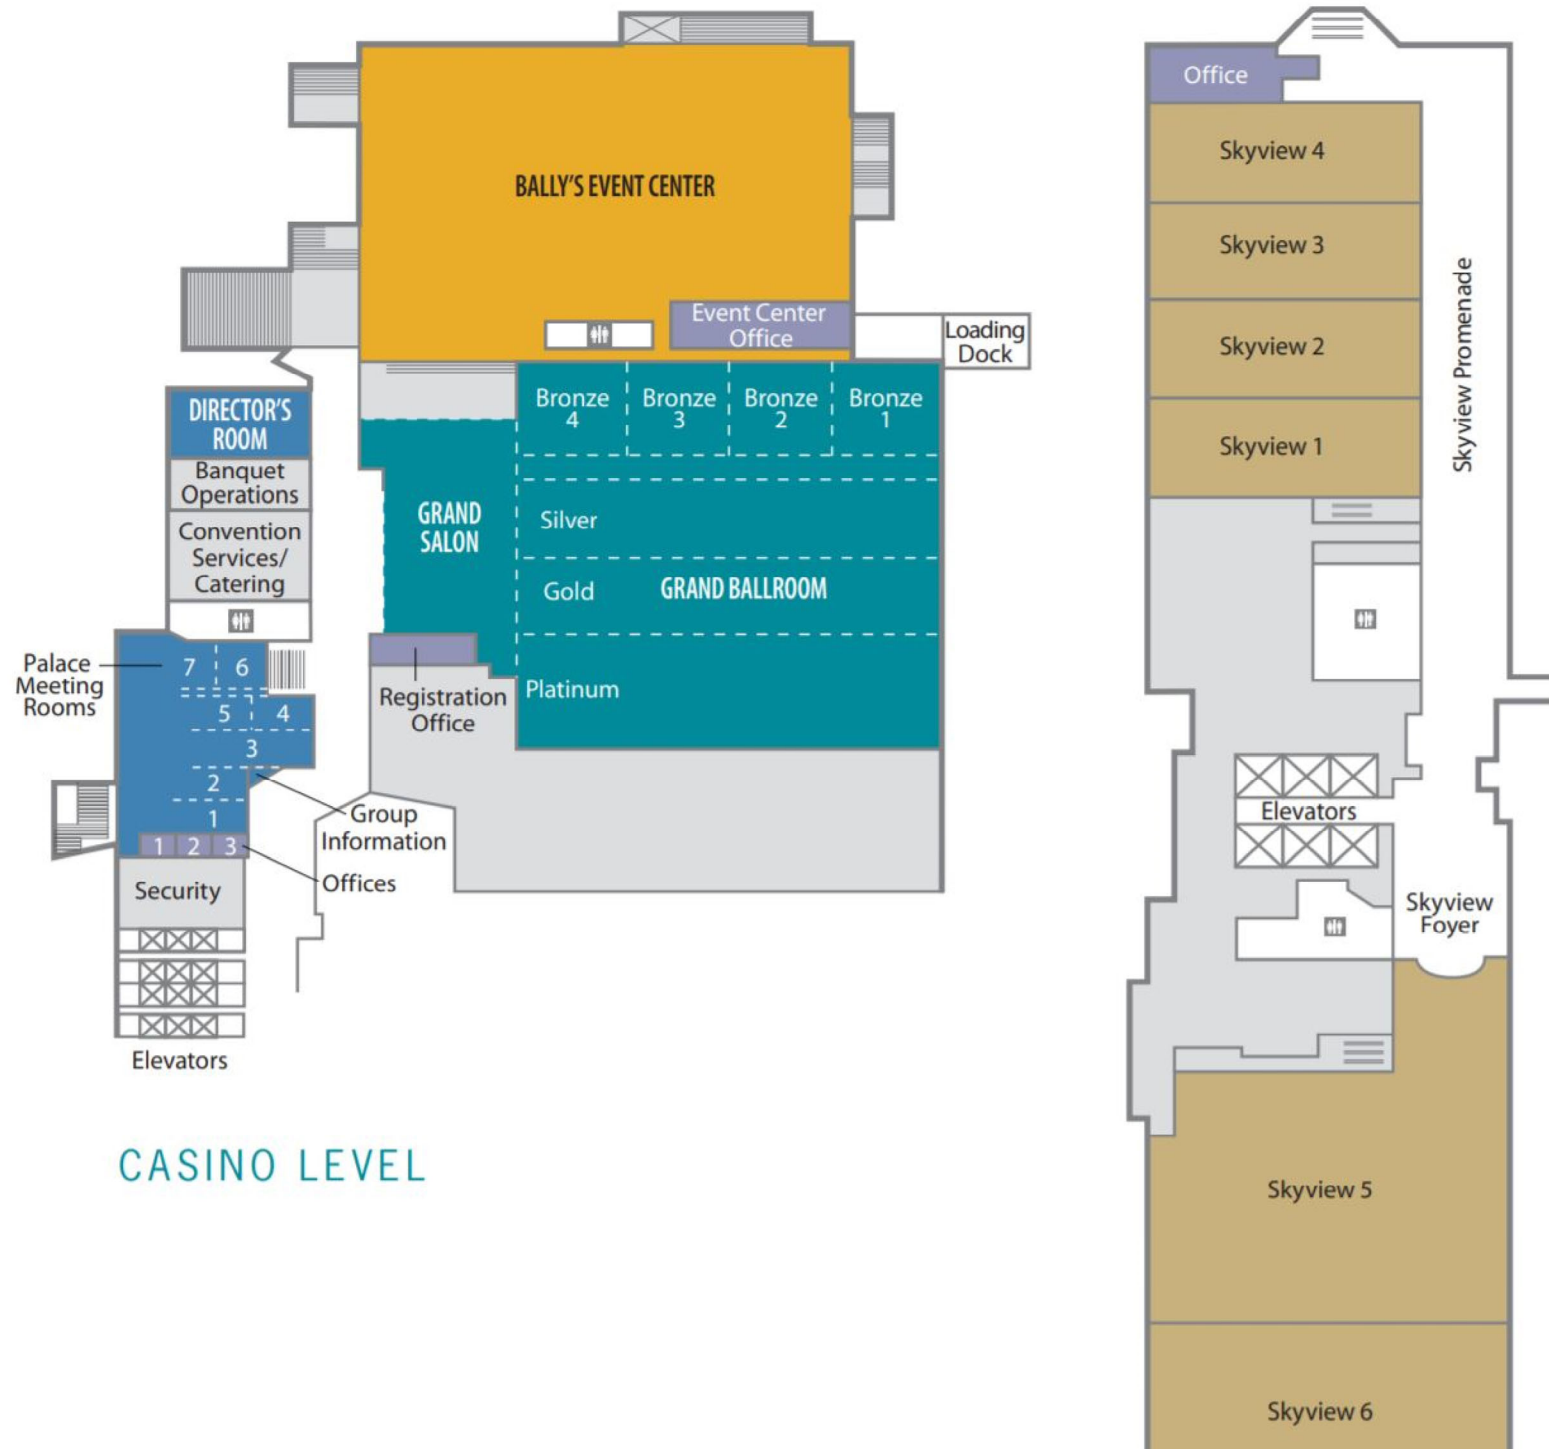 BALLY'S EVENT CENTER
Event Center
Office
Loading
Dock
DIRECTOR'S
ROOM
Banquet
Operations
Convention
Services/
Catering
Bronze
4
Bronze
3
Bronze
2
Bronze
1
GRAND
SALON
Silver
Gold
GRAND BALLROOM
Platinum
Registration
Office
Palace
Meeting
Rooms
7
6
5
4
3
2
1
1
2
3
Group
Information
Offices
Security
Elevators
CASINO LEVEL
Office
Skyview 4
Skyview 3
Skyview 2
Skyview 1
Skyview Promenade
Elevators
Skyview
Foyer
Skyview 5
Skyview 6